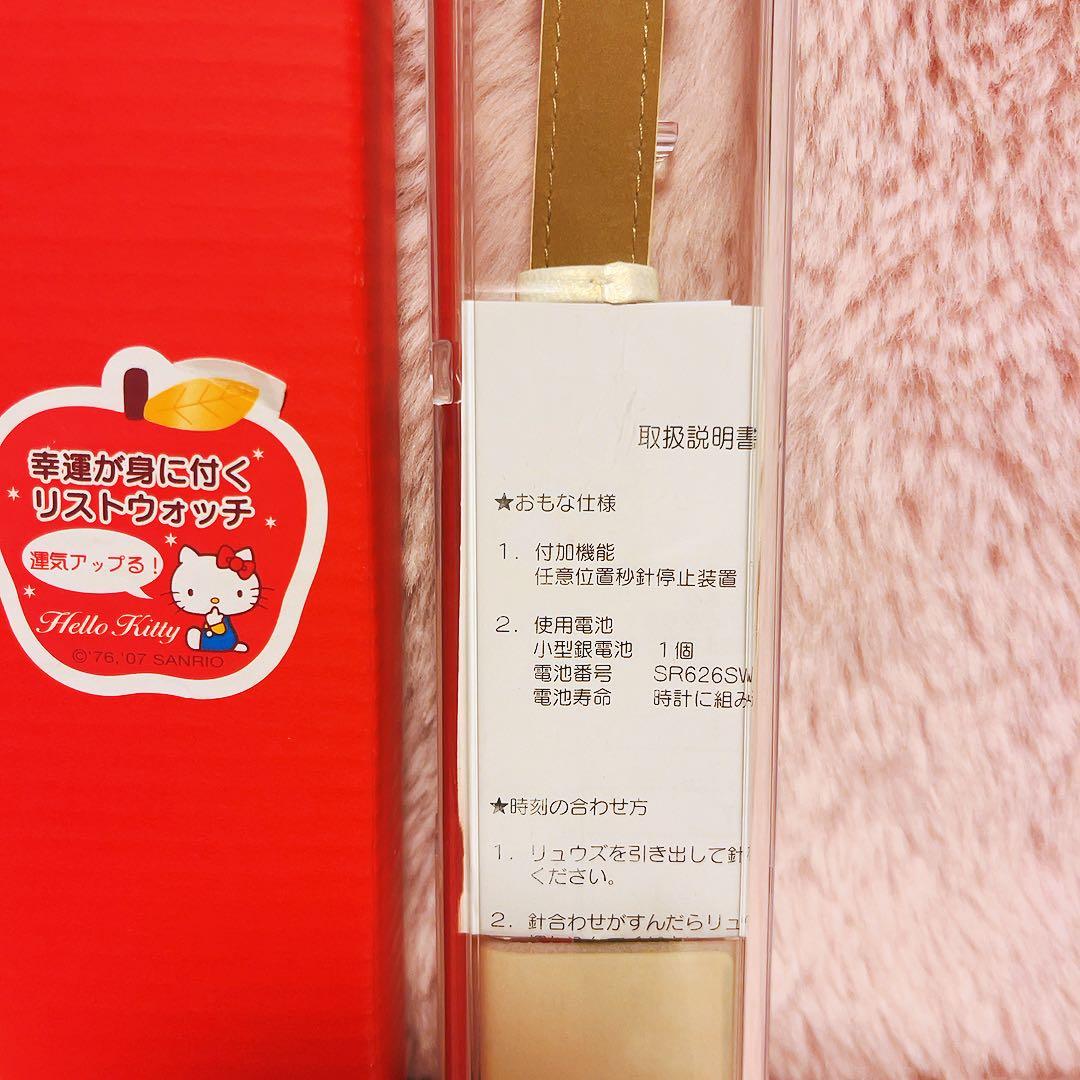 幸運が身に付く
リストウォッチ
運気アップる!
Hello Kitty
©'76,'07 SANRIO
取扱説明書
★おもな仕様
1. 付加機能
任意位置秒針停止装置
2. 使用電池
小型銀電池 1個
電池番号 SR626SW
電池寿命 時計に組み
★時刻の合わせ方
1. リュウズを引き出して針
ください。
2. 針合わせがすんだらリュウ